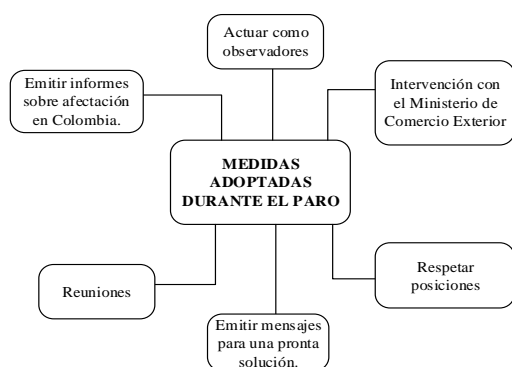 Actuar como
observadores
Emitir informes
sobre afectación
en Colombia.
Intervención con
el Ministerio de
Comercio Exterior
MEDIDAS
ADOPTADAS
DURANTE EL PARO
Reuniones
Respetar
posiciones
Emitir mensajes
para una pronta
solución.